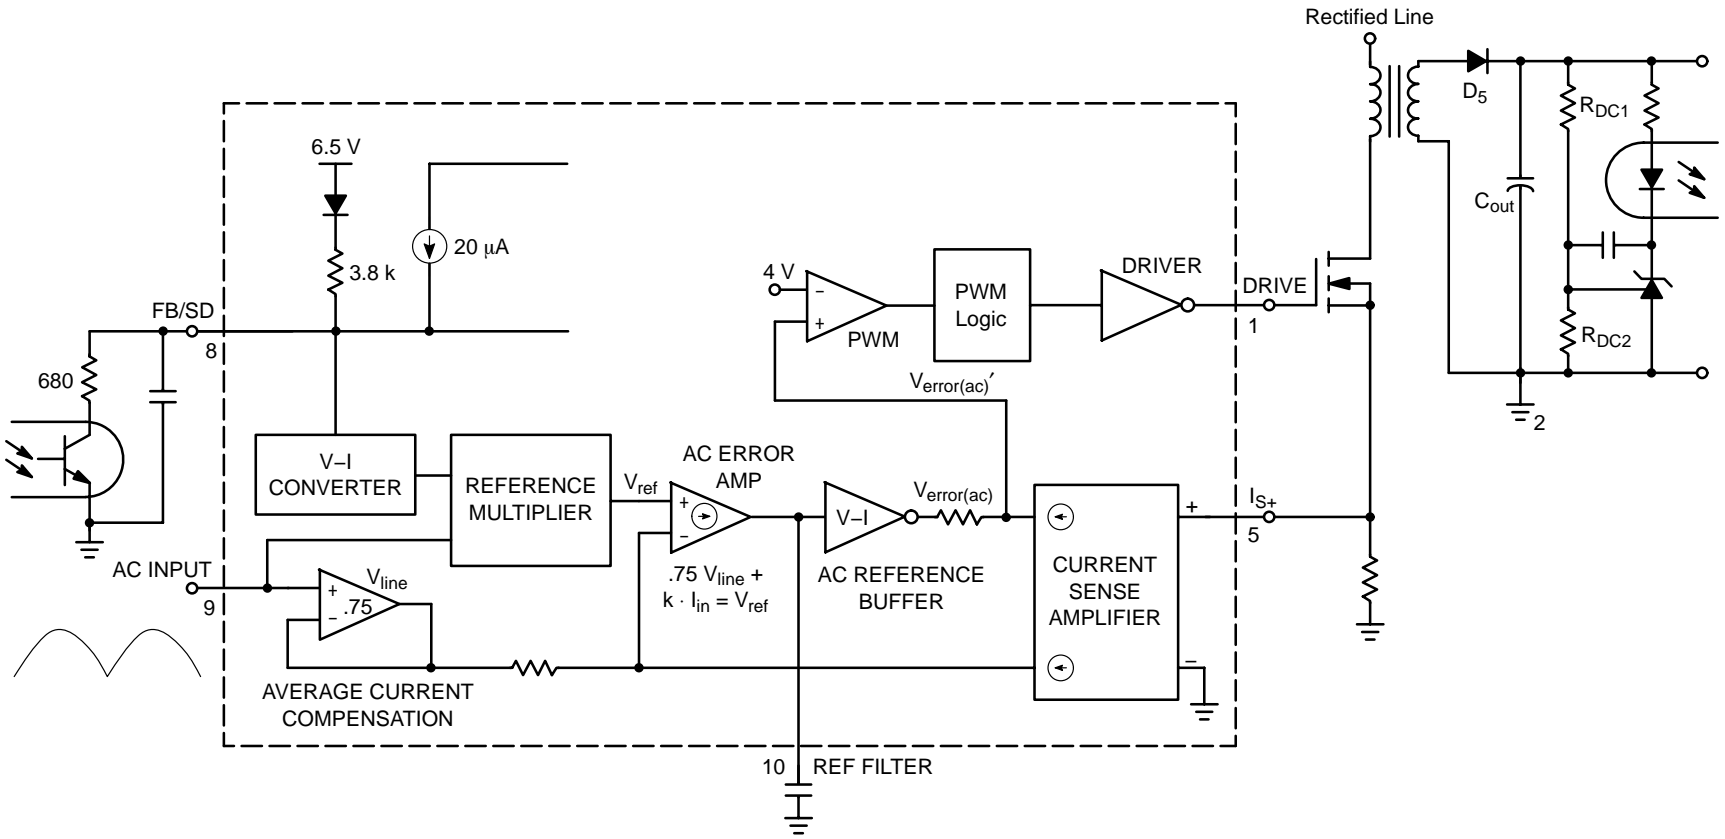 Rectified Line
D5
RDC1
Cout
RDC2
2
6.5 V
20 μA
3.8 k
FB/SD
8
680
4 V
−
+
PWM
PWM
Logic
DRIVER
DRIVE
1
Verror(ac)′
V−I
CONVERTER
REFERENCE
MULTIPLIER
Vref
AC ERROR
AMP
+
−
.75 Vline +
k · Iin = Vref
V−I
AC REFERENCE
BUFFER
Verror(ac)
CURRENT
SENSE
AMPLIFIER
+
−
IS+
5
AC INPUT
9
Vline
+
.75
−
AVERAGE CURRENT
COMPENSATION
10
REF FILTER